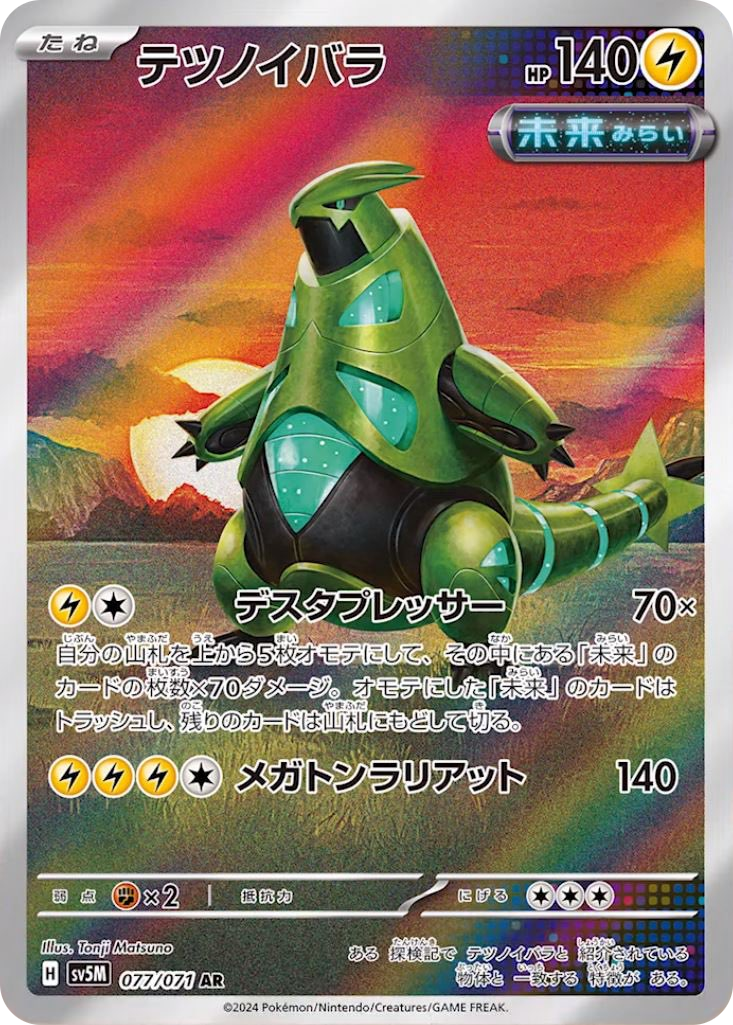 たね
テツノイバラ
HP140
未来 みらい
デスタプレッサー 70×
自分の山札を上から5枚オモテにして、その中にある「未来」の
カードの枚数×70ダメージ。オモテにした「未来」のカードは
トラッシュし、残りのカードは山札にもどして切る。
メガトンラリアット 140
弱点 ×2 抵抗力 にげる
Illus. Tonji Matsuno
ある 探検記で テツノイバラと 紹介されている
物体と 一致する 特徴が ある。
H sv5M 077/071 AR
©2024 Pokémon/Nintendo/Creatures/GAME FREAK.